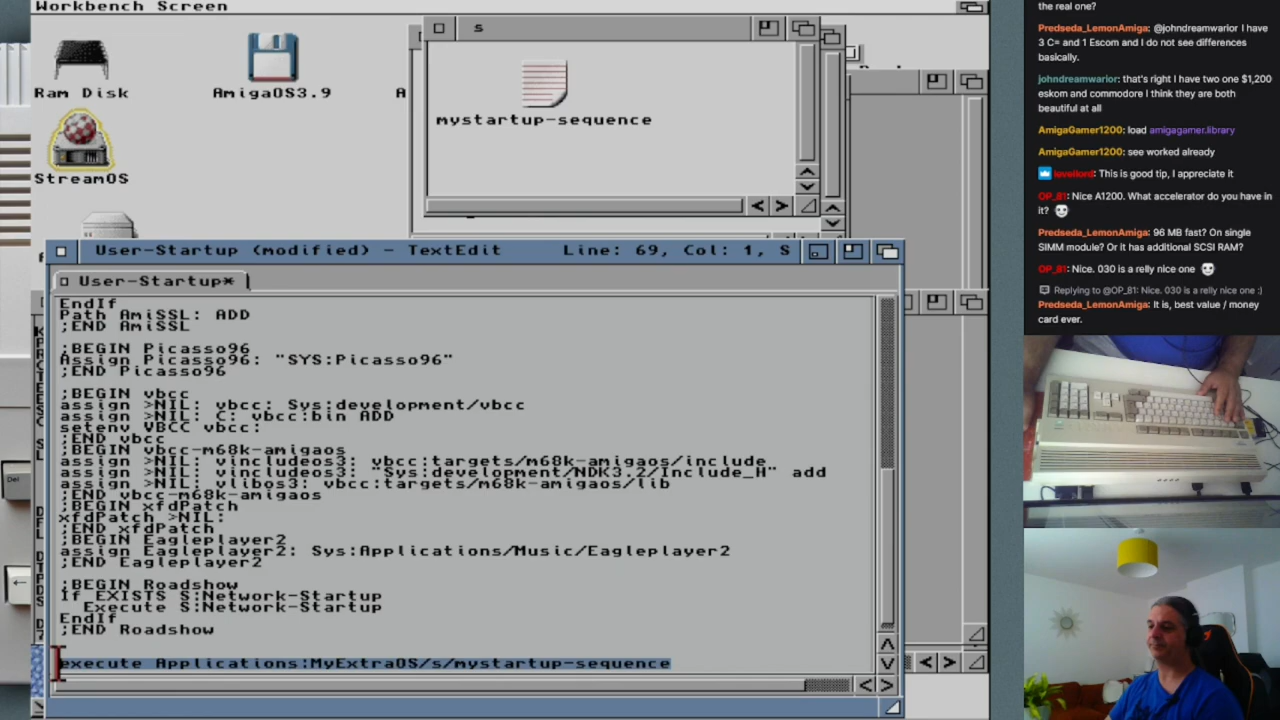 Workbench Screen
Ram Disk
AmigaOS3.9
A
StreamOS
s
mystartup-sequence
User-Startup (modified) - TextEdit
Line: 69, Col: 1, S
User-Startup*
EndIf
Path AmiSSL: ADD
;END AmiSSL
;BEGIN Picasso96
Assign Picasso96: "SYS:Picasso96"
;END Picasso96
;BEGIN vbcc
assign >NIL: vbcc: Sys:development/vbcc
assign >NIL: C: vbcc:bin ADD
setenv VBCC vbcc:
;END vbcc
;BEGIN vbcc-m68k-amigaos
assign >NIL: vincludeos3: vbcc:targets/m68k-amigaos/include
assign >NIL: vincludeos3: "Sys:development/NDK3.2/Include_H" add
assign >NIL: vlibos3: vbcc:targets/m68k-amigaos/lib
;END vbcc-m68k-amigaos
;BEGIN xfdPatch
xfdPatch >NIL:
;END xfdPatch
;BEGIN Eagleplayer2
assign Eagleplayer2: Sys:Applications/Music/Eagleplayer2
;END Eagleplayer2
;BEGIN Roadshow
If EXISTS S:Network-Startup
Execute S:Network-Startup
EndIf
;END Roadshow
execute Applications:MyExtraOS/s/mystartup-sequence
Del
the real one?
Predseda_LemonAmiga: @johndreamwarior I have
3 C= and 1 Escom and I do not see differences
basically.
johndreamwarior: that's right I have two one $1,200
eskom and commodore I think they are both
beautiful at all
AmigaGamer1200: load amigagamer.library
AmigaGamer1200: see worked already
lovellord: This is good tip, I appreciate it
OP_81: Nice A1200. What accelerator do you have in
it?
Predseda_LemonAmiga: 96 MB fast? On single
SIMM module? Or it has additional SCSI RAM?
OP_81: Nice. 030 is a relly nice one
Replying to @OP_81: Nice. 030 is a relly nice one :)
Predseda_LemonAmiga: It is, best value / money
card ever.